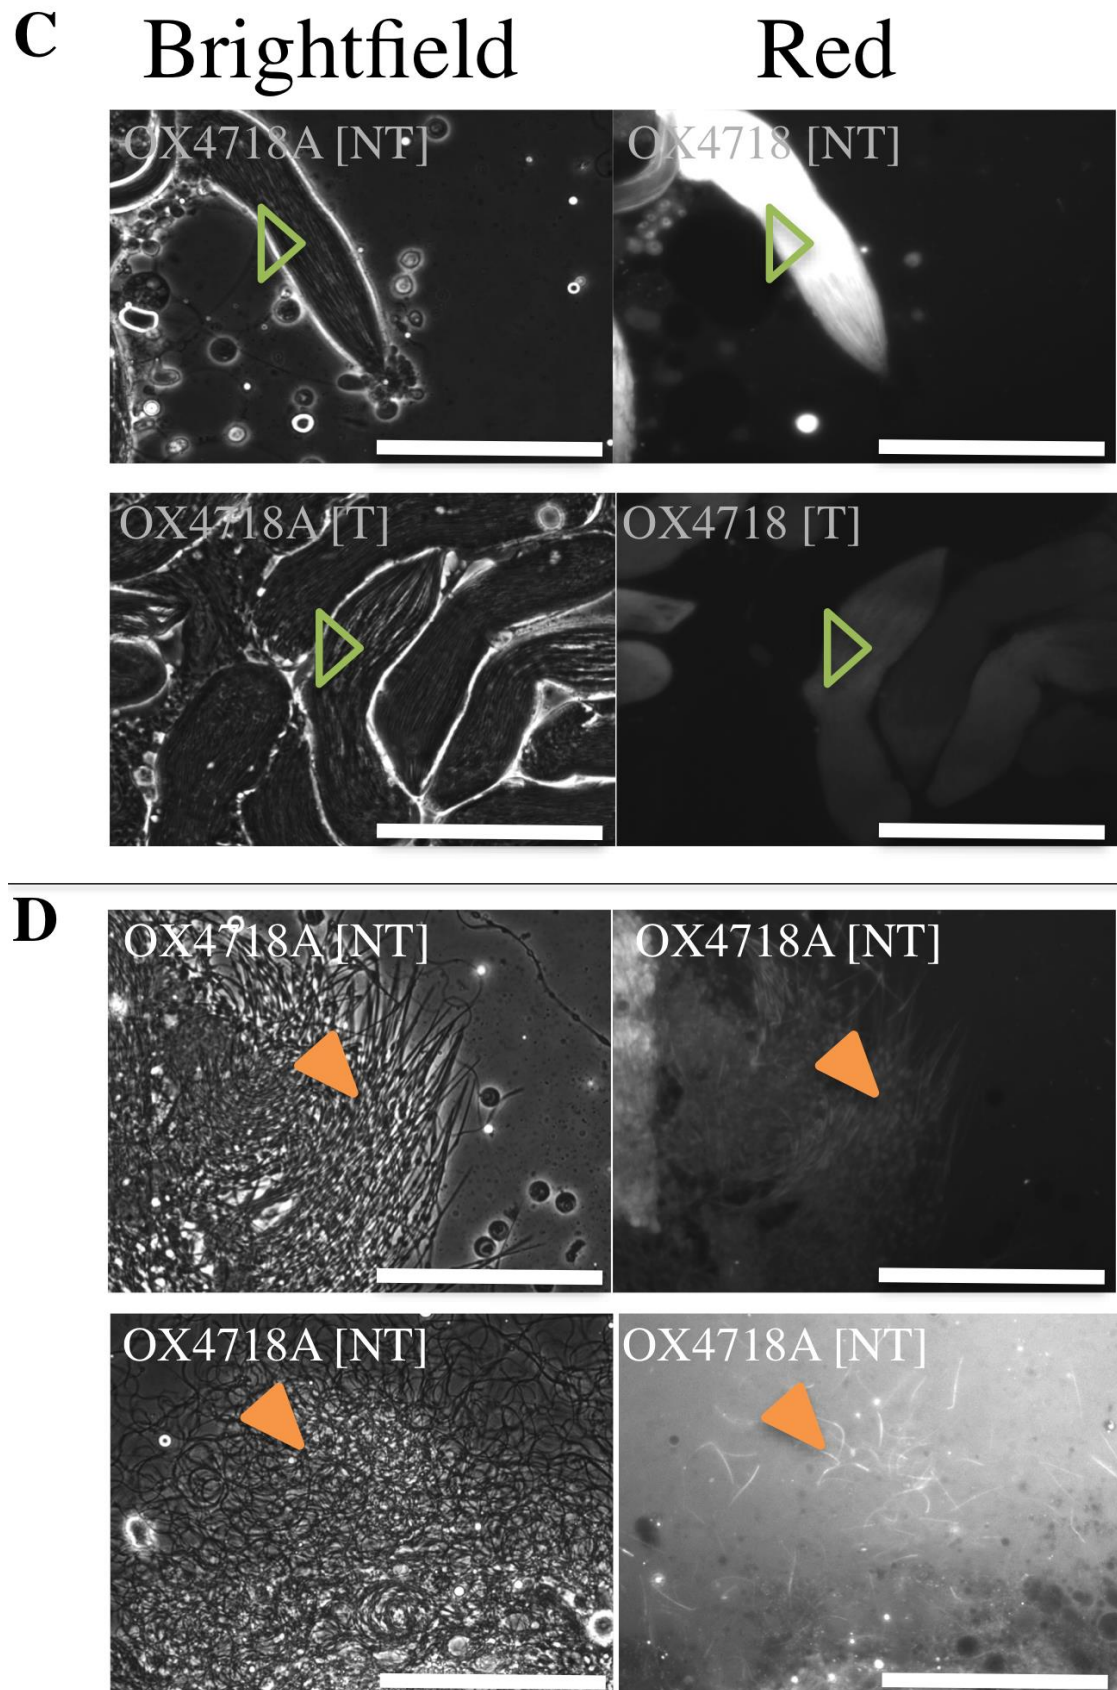 C Brightfield Red
OX4718A [NT] OX4718 [NT]
OX4718A [T] OX4718 [T]
D
OX4718A [NT] OX4718A [NT]
OX4718A [NT] OX4718A [NT]